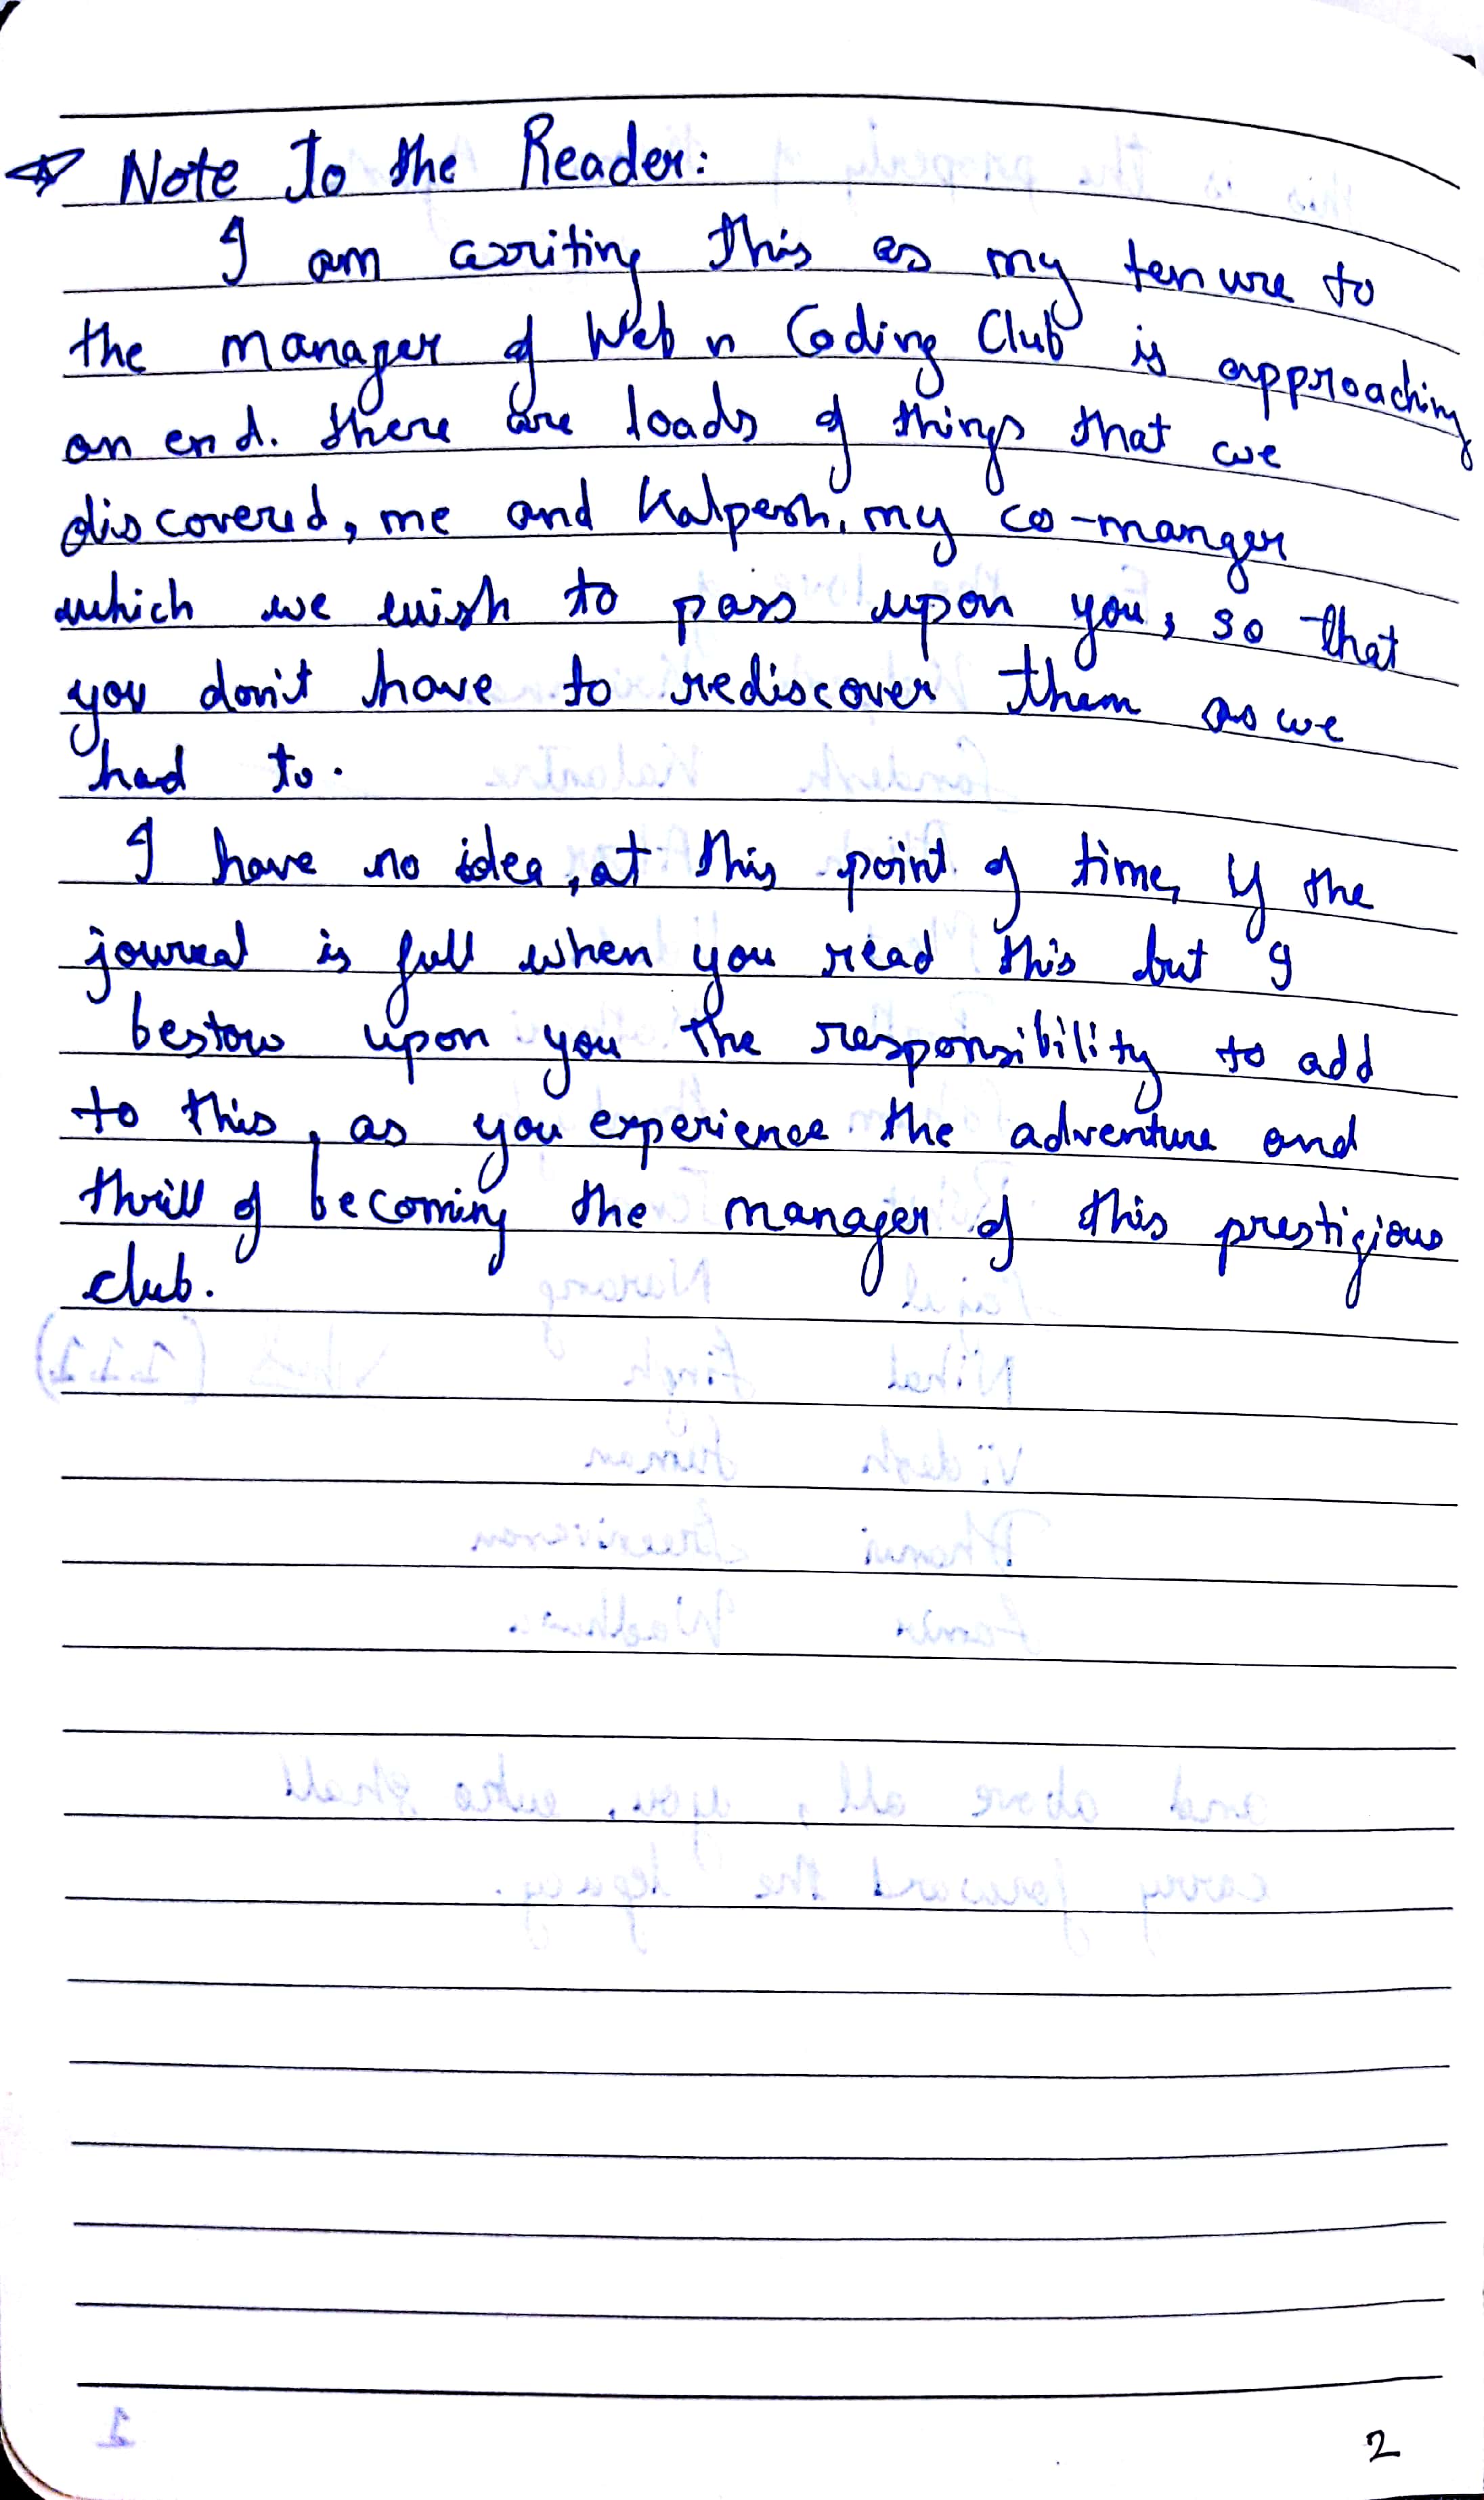 Note To the Reader:
I am writing this as my tenure to
the manager of Web n Coding Club is approaching
an end. There are loads of things that we
discovered, me and Kalpesh, my co-manger
which we wish to pass upon you, so that
you don't have to rediscover them as we
had to.
I have no idea, at this point of time, if the
journal is full when you read this but I
bestow upon you the responsibility to add
to this, as you experience the adventure and
thrill of becoming the manager of this prestigious
club.
2